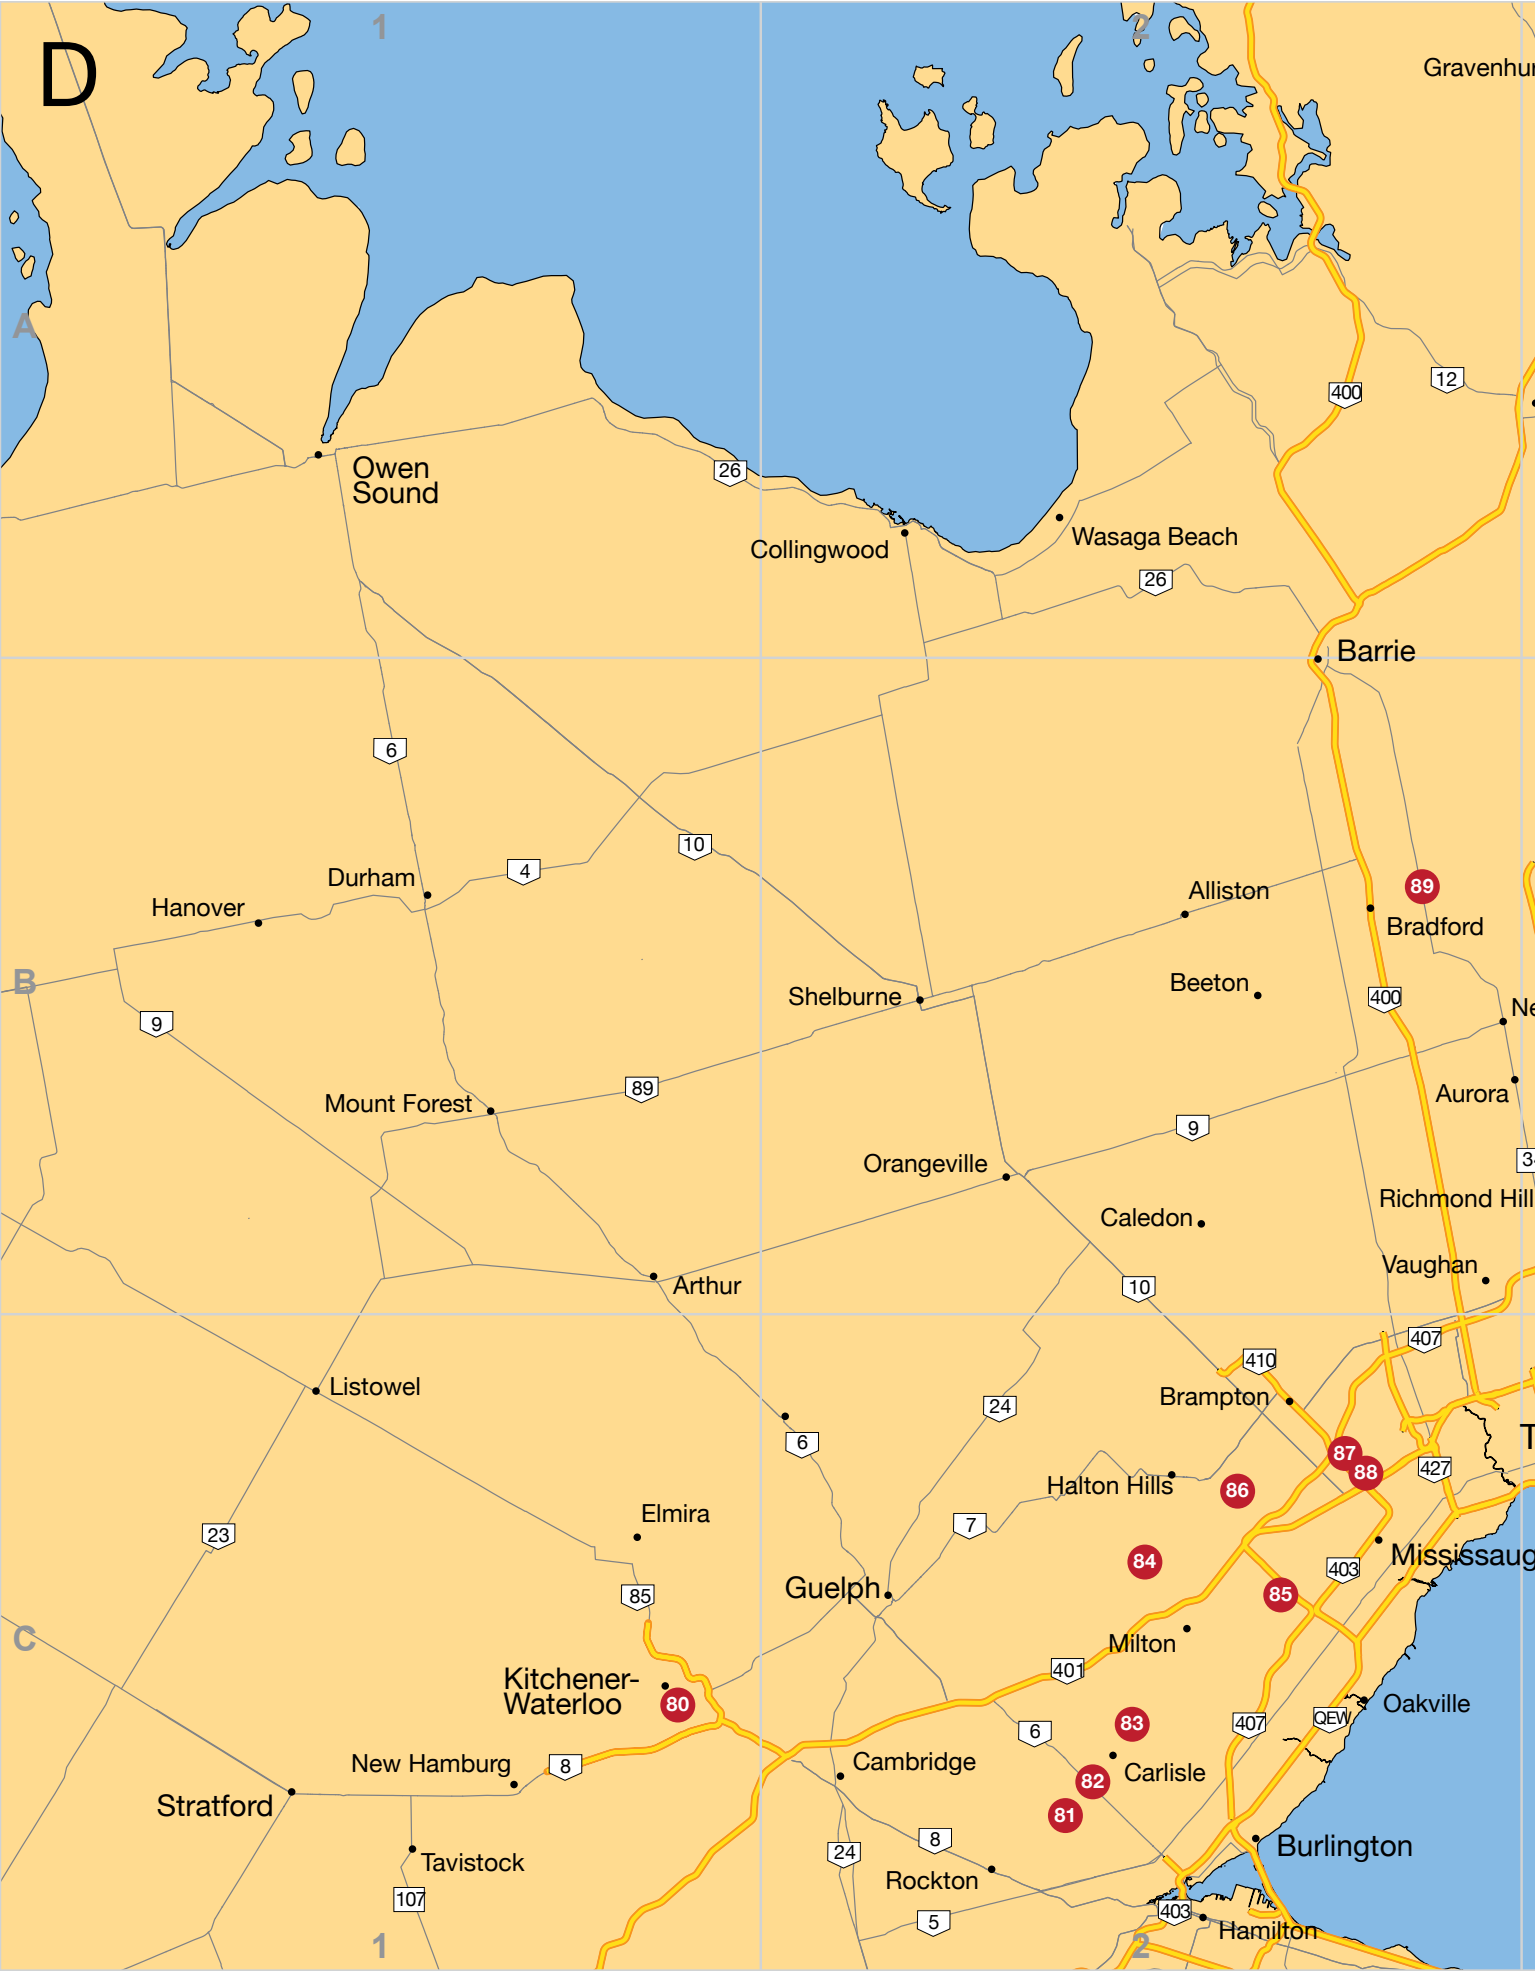 1
2
D
Gravenhur
A
12
400
Owen
Sound
26
Collingwood
Wasaga Beach
26
Barrie
6
10
4
Durham
Hanover
Alliston
89
Bradford
B
Shelburne
Beeton
400
Ne
9
89
Mount Forest
Aurora
9
Orangeville
3
Richmond Hill
Caledon
Vaughan
Arthur
10
407
410
Listowel
Brampton
24
6
T
87
88
427
Halton Hills
86
Elmira
7
23
84
Mississaug
403
Guelph
85
85
C
Milton
401
Kitchener-
Waterloo
80
83
6
407
QEW
Oakville
New Hamburg
8
Cambridge
82
Carlisle
Stratford
81
8
24
Burlington
Tavistock
Rockton
107
403
5
Hamilton
1
2